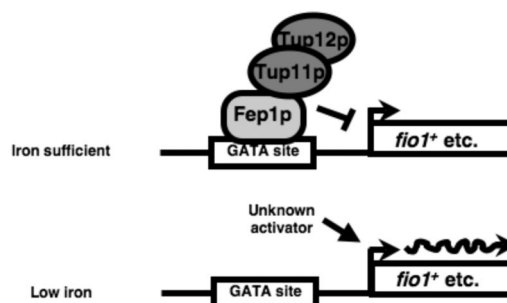 Tup12p
Tup11p
Fep1p
Iron sufficient
GATA site
fio1⁺ etc.
Unknown
activator
Low iron
GATA site
fio1⁺ etc.